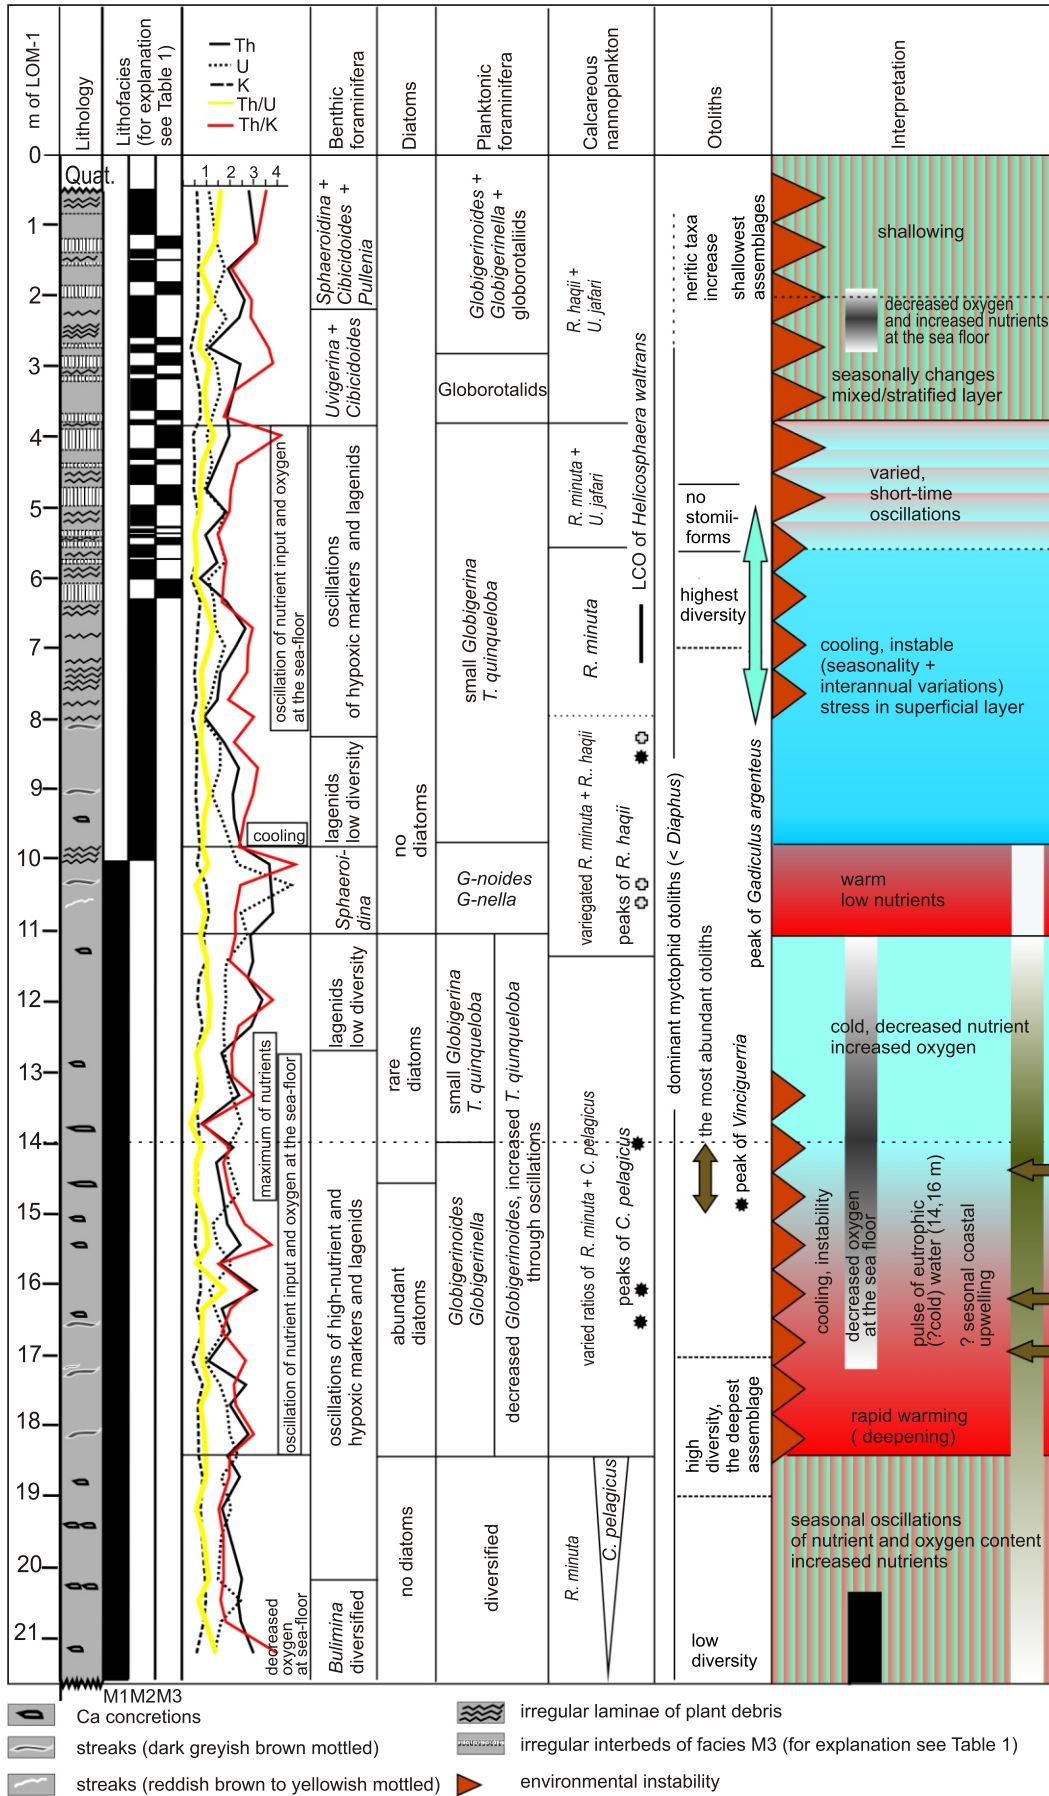 m of LOM-1
Lithology
Lithofacies
(for explanation
see Table 1)
Th
U
K
Th/U
Th/K
Benthic
foraminifera
Diatoms
Planktonic
foraminifera
Calcareous
nannoplankton
Otoliths
Interpretation
0
1
2
3
4
5
6
7
8
9
10
11
12
13
14
15
16
17
18
19
20
21
Quat.
1 2 3 4
oscillation of nutrient input and oxygen
at the sea-floor
cooling
maximum of nutrients
oscillation of nutrient input and oxygen at the sea-floor
decreased
oxygen
at sea-floor
Sphaeroidina +
Cibicidoides +
Pullenia
Uvigerina +
Cibicidoides
oscillations
of hypoxic markers and lagenids
lagenids
low diversity
Sphaeroi-
dina
lagenids
low diversity
oscillations of high-nutrient and
hypoxic markers and lagenids
Bulimina
diversified
no
diatoms
rare
diatoms
abundant
diatoms
no diatoms
Globigerinoides +
Globigerinella +
globorotaliids
Globorotalids
small Globigerina
T. quinqueloba
G-noides
G-nella
small Globigerina
T. quinqueloba
Globigerinoides
Globigerinella
decreased Globigerinoides, increased T. qiunqueloba
through oscillations
diversified
R. haqii +
U. jafari
R. minuta +
U. jafari
R. minuta
LCO of Helicosphaera waltrans
variegated R. minuta + R.. haqii
peaks of R. haqii
varied ratios of R. minuta + C. pelagicus
peaks of C. pelagicus
R. minuta
C. pelagicus
neritic taxa
increase
shallowest
assemblages
no
stomii-
forms
highest
diversity
dominant myctophid otoliths (< Diaphus)
the most abundant otoliths
peak of Vinciguerria
peak of Gadiculus argenteus
high
diversity,
the deepest
assemblage
low
diversity
shallowing
decreased oxygen
and increased nutrients
at the sea floor
seasonally changes
mixed/stratified layer
varied,
short-time
oscillations
cooling, instable
(seasonality +
interannual variations)
stress in superficial layer
warm
low nutrients
cold, decreased nutrient
increased oxygen
cooling, instability
decreased oxygen
at the sea floor
pulse of eutrophic
(?cold) water (14,16 m)
? sesonal coastal
upwelling
rapid warming
( deepening)
seasonal oscillations
of nutrient and oxygen content
increased nutrients
M1 M2 M3
Ca concretions
streaks (dark greyish brown mottled)
streaks (reddish brown to yellowish mottled)
irregular laminae of plant debris
irregular interbeds of facies M3 (for explanation see Table 1)
environmental instability